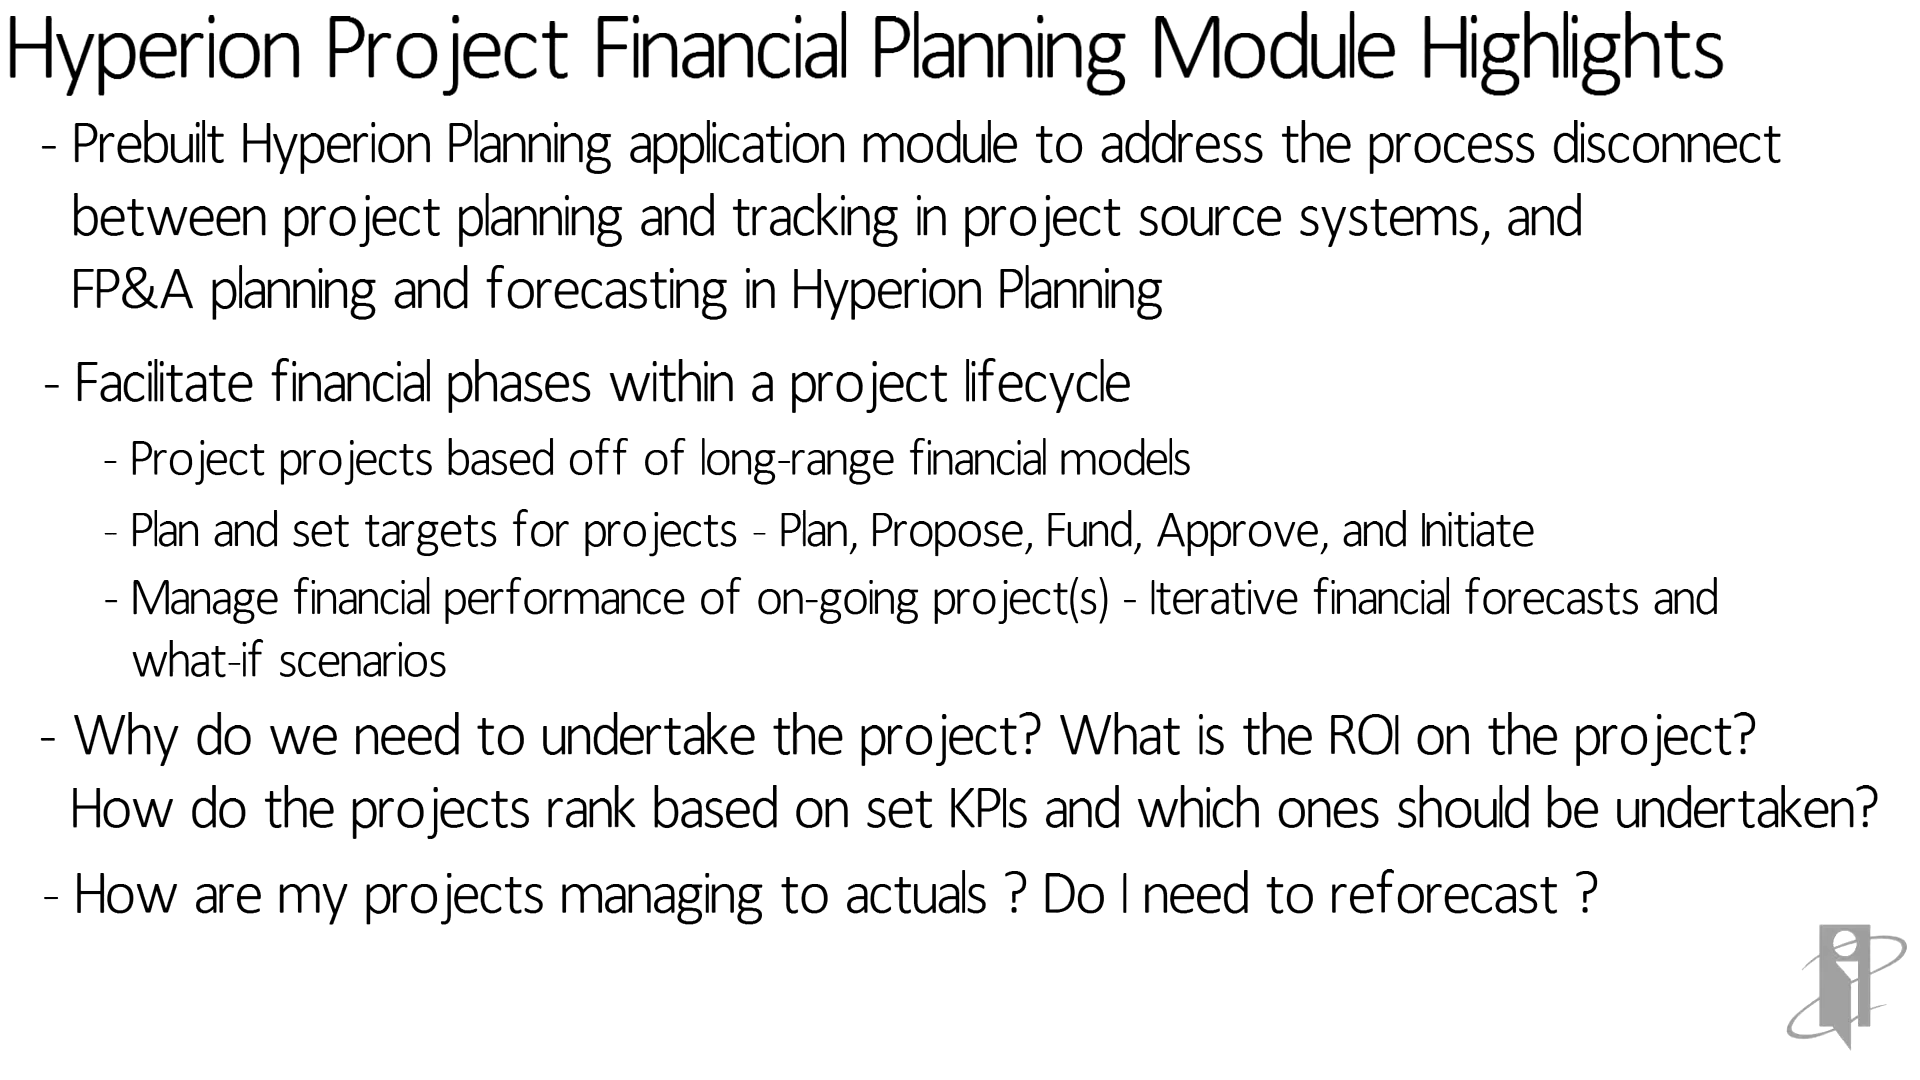 Hyperion Project Financial Planning Module Highlights
- Prebuilt Hyperion Planning application module to address the process disconnect
between project planning and tracking in project source systems, and
FP&A planning and forecasting in Hyperion Planning
- Facilitate financial phases within a project lifecycle
- Project projects based off of long-range financial models
- Plan and set targets for projects - Plan, Propose, Fund, Approve, and Initiate
- Manage financial performance of on-going project(s) - Iterative financial forecasts and
what-if scenarios
- Why do we need to undertake the project? What is the ROI on the project?
How do the projects rank based on set KPIs and which ones should be undertaken?
- How are my projects managing to actuals ? Do I need to reforecast ?